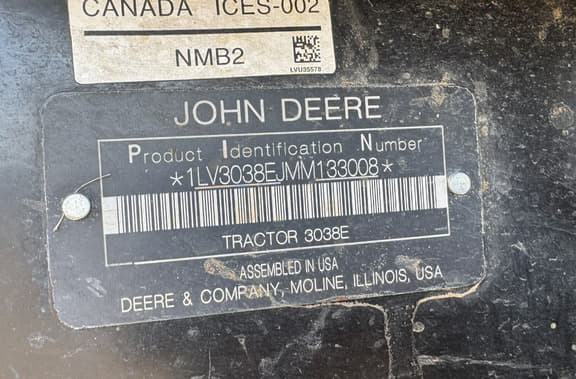 CANADA ICES-002
NMB2
LVU35578
JOHN DEERE
Product Identification Number
*1LV3038EJMM133008*
TRACTOR 3038E
ASSEMBLED IN USA
DEERE & COMPANY, MOLINE, ILLINOIS, USA